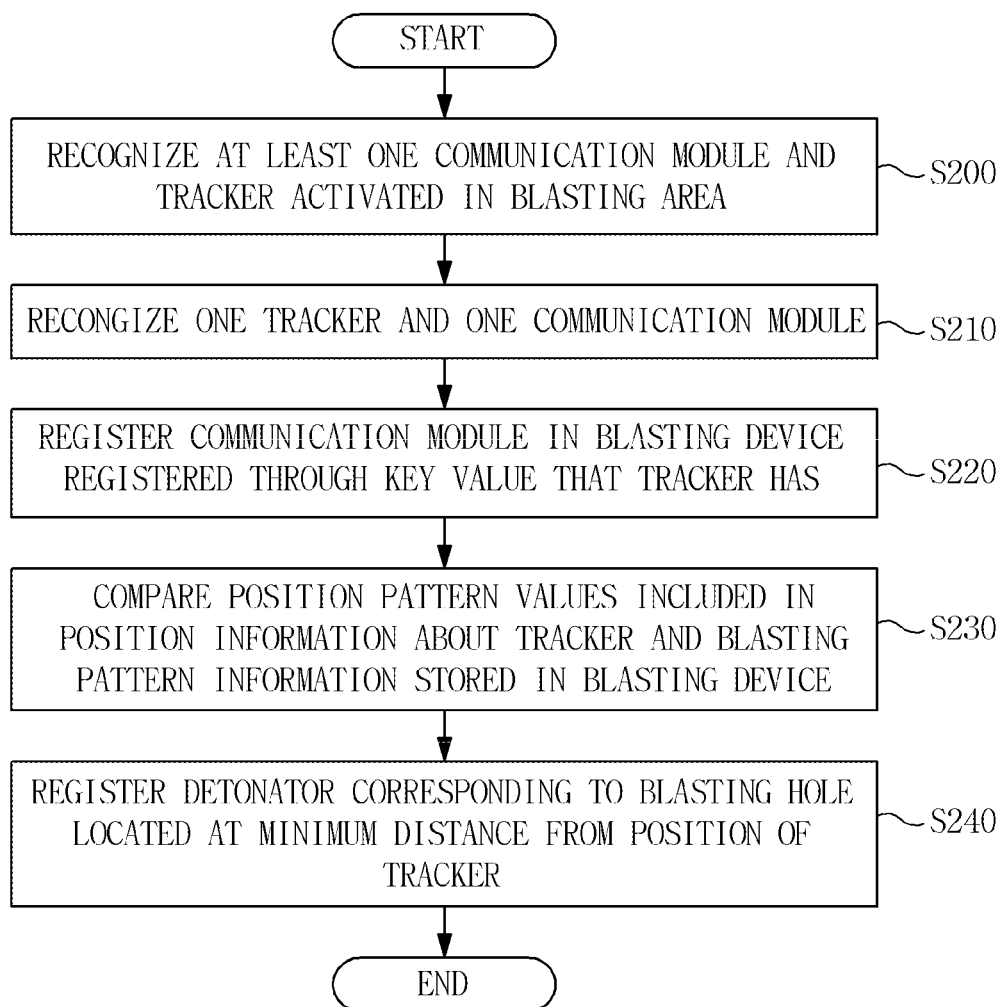 START
RECOGNIZE AT LEAST ONE COMMUNICATION MODULE AND
TRACKER ACTIVATED IN BLASTING AREA
S200
RECONGIZE ONE TRACKER AND ONE COMMUNICATION MODULE
S210
REGISTER COMMUNICATION MODULE IN BLASTING DEVICE
REGISTERED THROUGH KEY VALUE THAT TRACKER HAS
S220
COMPARE POSITION PATTERN VALUES INCLUDED IN
POSITION INFORMATION ABOUT TRACKER AND BLASTING
PATTERN INFORMATION STORED IN BLASTING DEVICE
S230
REGISTER DETONATOR CORRESPONDING TO BLASTING HOLE
LOCATED AT MINIMUM DISTANCE FROM POSITION OF
TRACKER
S240
END